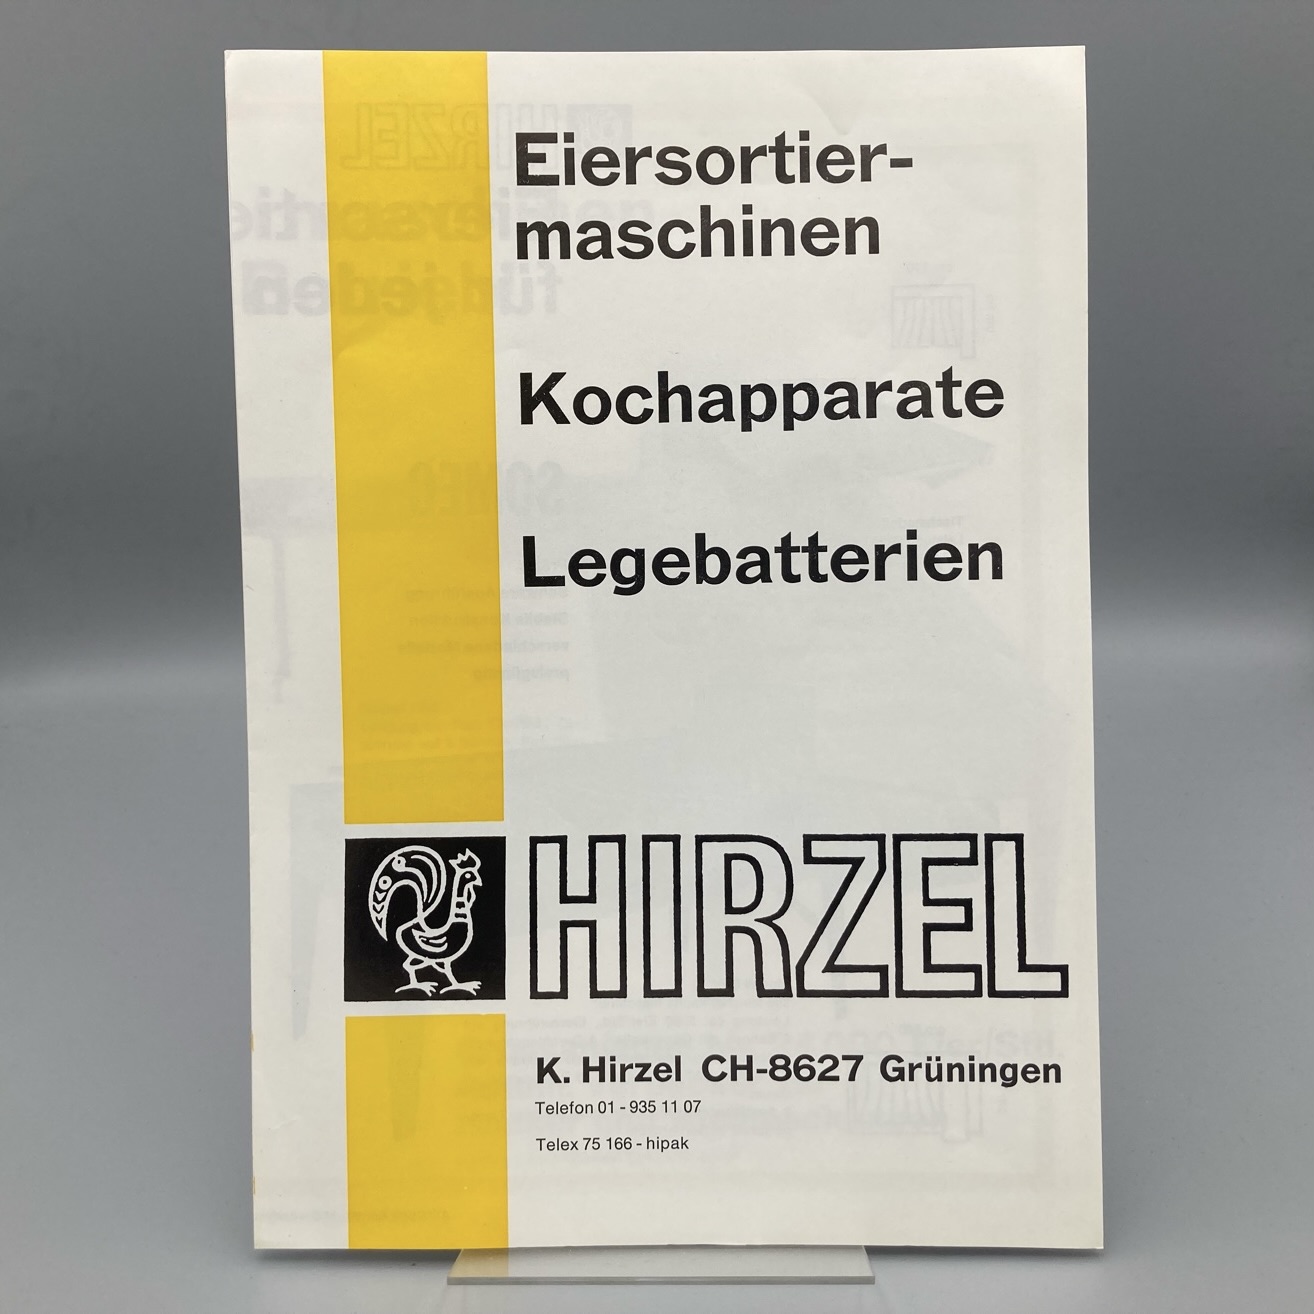 Eiersortier-
maschinen
Kochapparate
Legebatterien
HIRZEL
K. Hirzel CH-8627 Grüningen
Telefon 01 - 935 11 07
Telex 75 166 - hipak